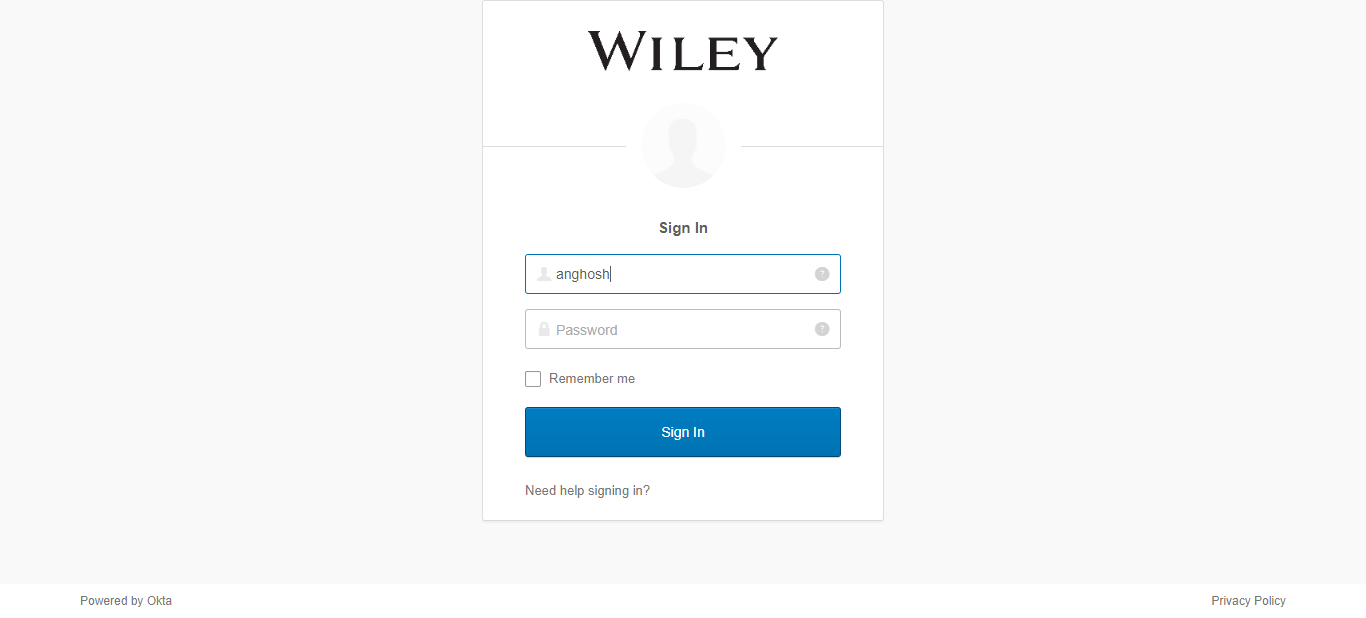 WILEY
Sign In
anghosh
Password
Remember me
Sign In
Need help signing in?
Powered by Okta
Privacy Policy